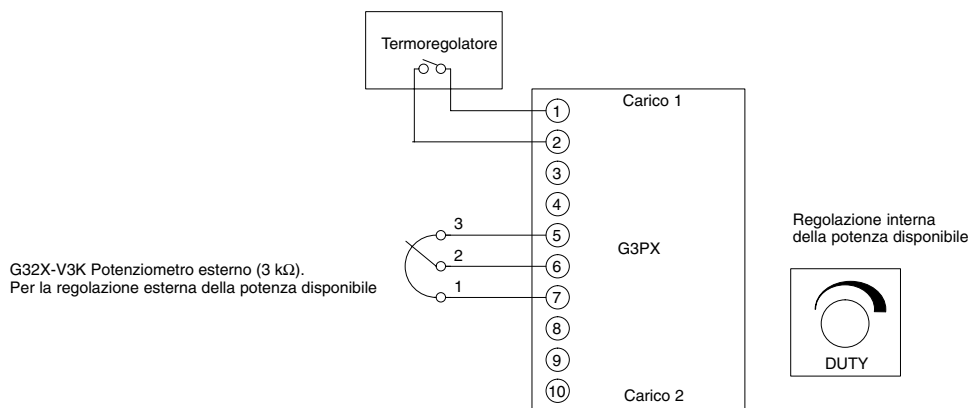 Termoregolatore
Carico 1
1
2
3
4
3
5
2
6
1
7
8
9
10
G3PX
Carico 2
G32X-V3K Potenziometro esterno (3 kΩ).
Per la regolazione esterna della potenza disponibile
Regolazione interna
della potenza disponibile
DUTY